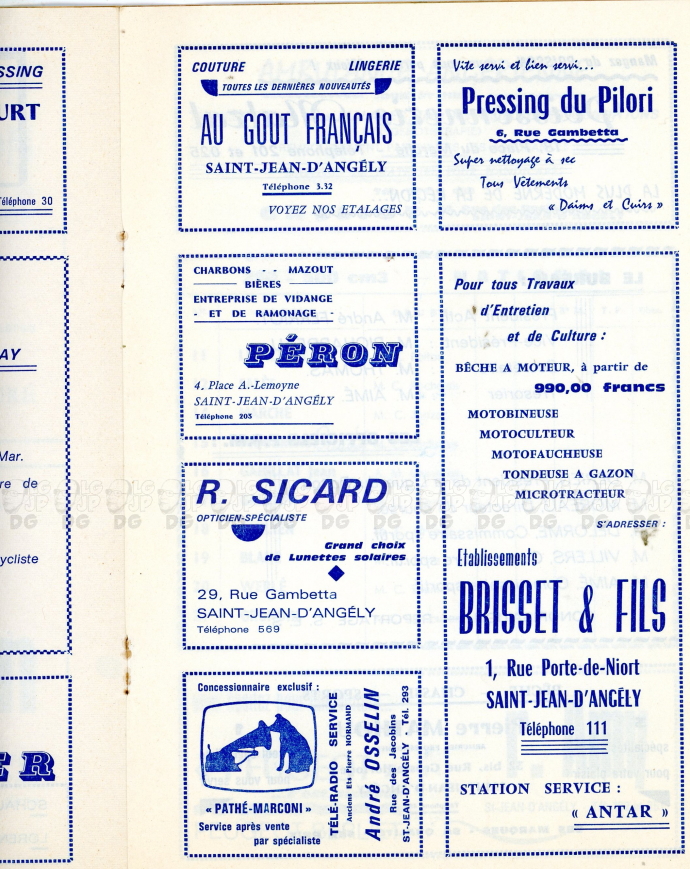 SSING
URT
Téléphone 30
AY
Mar.
re de
ycliste
ER
COUTURE LINGERIE
TOUTES LES DERNIÈRES NOUVEAUTÉS
AU GOUT FRANÇAIS
SAINT-JEAN-D'ANGÉLY
Téléphone 3.32
VOYEZ NOS ETALAGES
Vite servi et bien servi...
Pressing du Pilori
6, Rue Gambetta
Super nettoyage à sec
Tous Vêtements
« Daims et Cuirs »
CHARBONS - - MAZOUT
BIÈRES
ENTREPRISE DE VIDANGE
- ET DE RAMONAGE -
PÉRON
4, Place A.-Lemoyne
SAINT-JEAN-D'ANGÉLY
Téléphone 203
R. SICARD
OPTICIEN-SPÉCIALISTE
Grand choix
de Lunettes solaires
29, Rue Gambetta
SAINT-JEAN-D'ANGÉLY
Téléphone 569
Concessionnaire exclusif :
« PATHÉ-MARCONI »
Service après vente
par spécialiste
TÉLÉ-RADIO SERVICE
Anciens Ets Pierre NORMAND
André OSSELIN
Rue des Jacobins
ST-JEAN-D'ANGÉLY - Tél. 293
Pour tous Travaux
d'Entretien
et de Culture :
BÊCHE A MOTEUR, à partir de
990,00 francs
MOTOBINEUSE
MOTOCULTEUR
MOTOFAUCHEUSE
TONDEUSE A GAZON
MICROTRACTEUR
S'ADRESSER :
Etablissements
BRISSET & FILS
1, Rue Porte-de-Niort
SAINT-JEAN-D'ANGÉLY
Téléphone 111
STATION SERVICE :
« ANTAR »